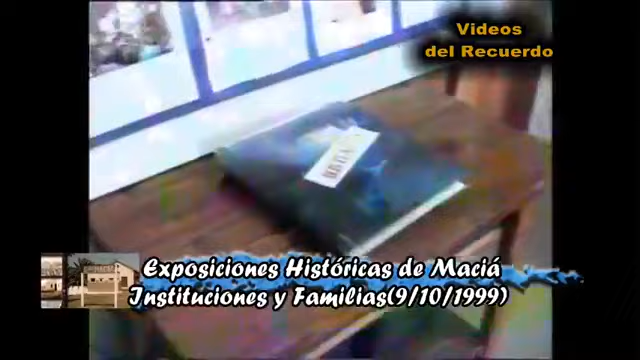 Videos
del Recuerdo
Exposiciones Históricas de Maciá
Instituciones y Familias(9/10/1999)